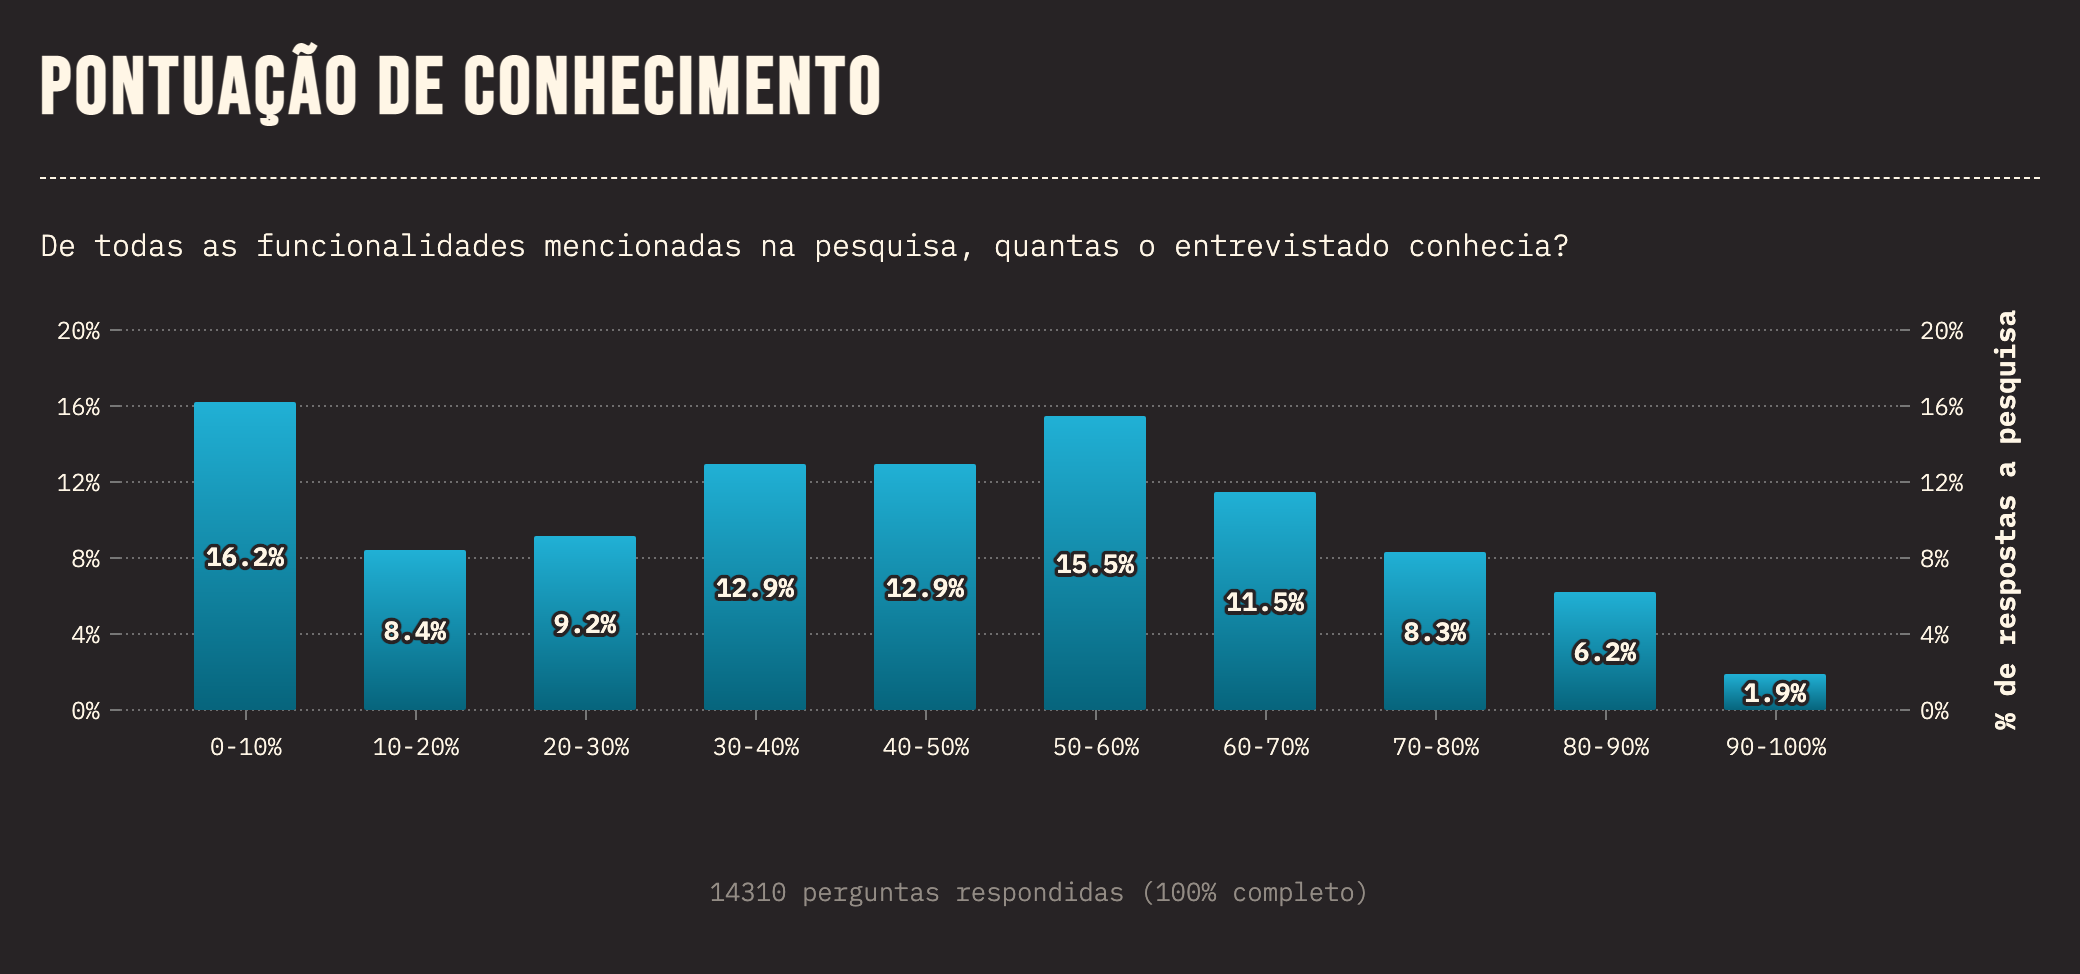 PONTUAÇÃO DE CONHECIMENTO
De todas as funcionalidades mencionadas na pesquisa, quantas o entrevistado conhecia?
20% 20%
16% 16%
12% 12%
8% 8%
4% 4%
0% 0%
% de respostas a pesquisa
16.2% 8.4% 9.2% 12.9% 12.9% 15.5% 11.5% 8.3% 6.2% 1.9%
0-10% 10-20% 20-30% 30-40% 40-50% 50-60% 60-70% 70-80% 80-90% 90-100%
14310 perguntas respondidas (100% completo)